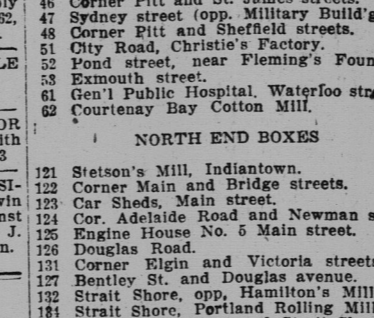 46 Corner Pitt and St. James streets.
47 Sydney street (opp. Military Build'g
48 Corner Pitt and Sheffield streets.
51 City Road, Christie's Factory.
52 Pond street, near Fleming's Foun
53 Exmouth street.
61 Gen'l Public Hospital, Waterloo str
62 Courtenay Bay Cotton Mill.
NORTH END BOXES
121 Stetson's Mill, Indiantown.
122 Corner Main and Bridge streets.
123 Car Sheds, Main street.
124 Cor. Adelaide Road and Newman s
125 Engine House No. 5 Main street.
126 Douglas Road.
131 Corner Elgin and Victoria streets
127 Bentley St. and Douglas avenue.
132 Strait Shore, opp, Hamilton's Mill
134 Strait Shore, Portland Rolling Mill